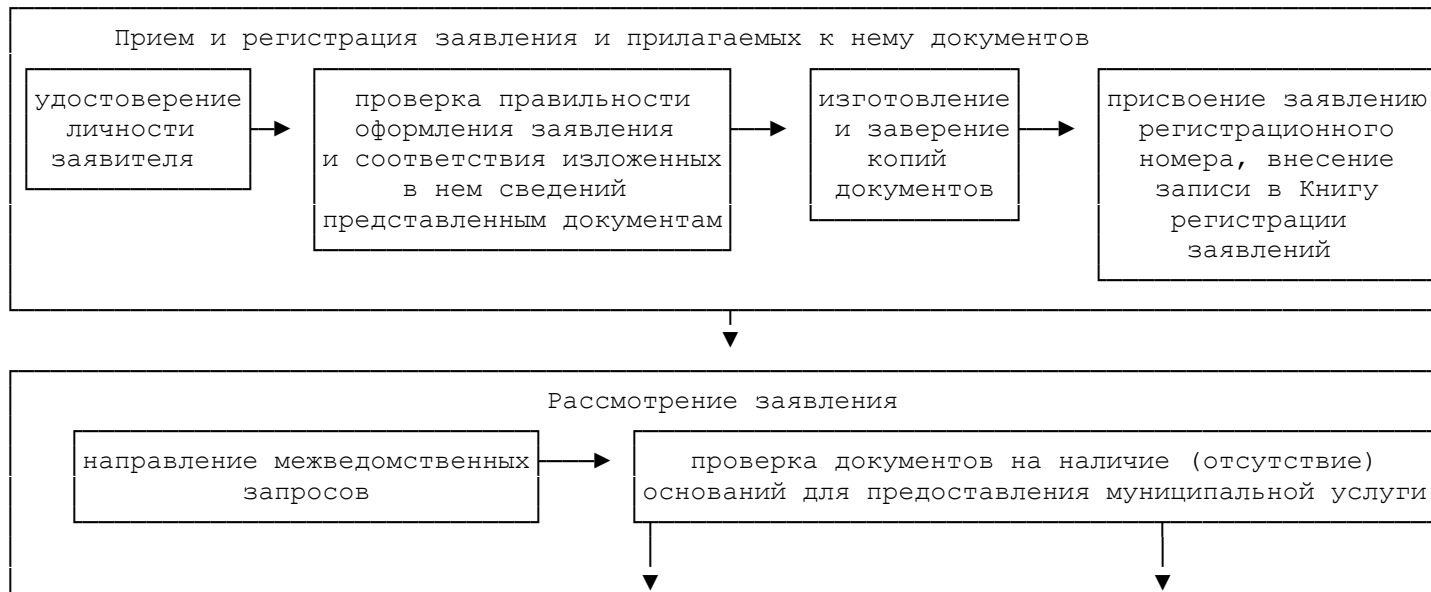 Прием и регистрация заявления и прилагаемых к нему документов
удостоверение
личности
заявителя
проверка правильности
оформления заявления
и соответствия изложенных
в нем сведений
представленным документам
изготовление
и заверение
копий
документов
присвоение заявлению
регистрационного
номера, внесение
записи в Книгу
регистрации
заявлений
Рассмотрение заявления
направление межведомственных
запросов
проверка документов на наличие (отсутствие)
оснований для предоставления муниципальной услуги